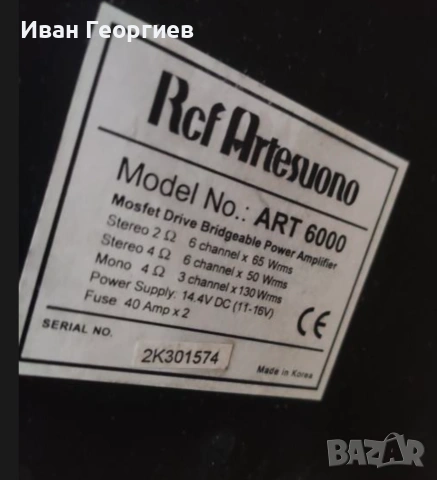 Иван Георгиев
Rcf Artesuono
Model No.: ART 6000
Mosfet Drive Bridgeable Power Amplifier
Stereo 2 Ω 6 channel x 65 Wrms
Stereo 4 Ω 6 channel x 50 Wrms
Mono 4 Ω 3 channel x 130 Wrms
Power Supply: 14.4V DC (11-16V)
Fuse 40 Amp x 2
CE
SERIAL NO.
2K301574
Made in Korea
BAZAR